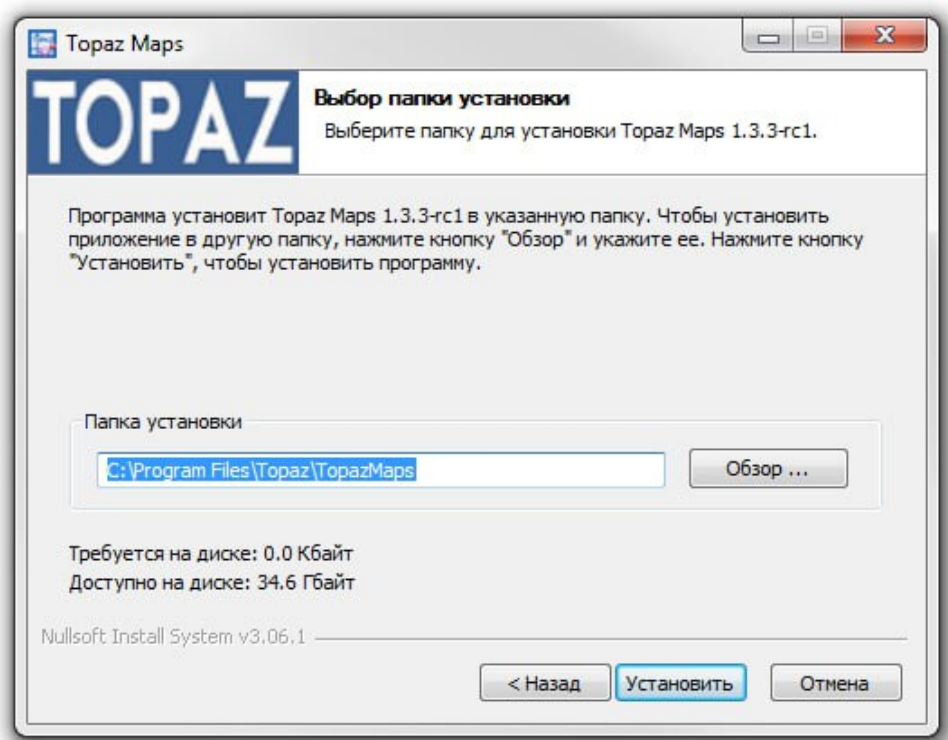 Topaz Maps
TOPAZ
Выбор папки установки
Выберите папку для установки Topaz Maps 1.3.3-rc1.
Программа установит Topaz Maps 1.3.3-rc1 в указанную папку. Чтобы установить
приложение в другую папку, нажмите кнопку "Обзор" и укажите ее. Нажмите кнопку
"Установить", чтобы установить программу.
Папка установки
C:\Program Files\Topaz\TopazMaps
Обзор ...
Требуется на диске: 0.0 Кбайт
Доступно на диске: 34.6 Гбайт
Nullsoft Install System v3.06.1
< Назад
Установить
Отмена